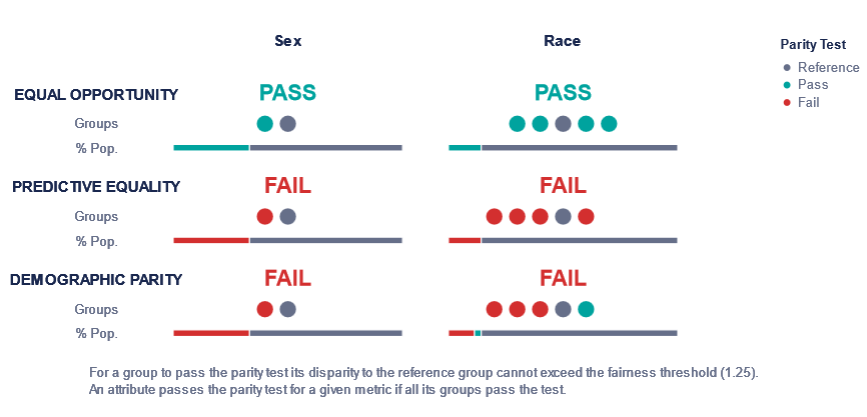 Sex Race
Parity Test
Reference
Pass
Fail
EQUAL OPPORTUNITY PASS PASS
Groups
% Pop.
PREDICTIVE EQUALITY FAIL FAIL
Groups
% Pop.
DEMOGRAPHIC PARITY FAIL FAIL
Groups
% Pop.
For a group to pass the parity test its disparity to the reference group cannot exceed the fairness threshold (1.25).
An attribute passes the parity test for a given metric if all its groups pass the test.